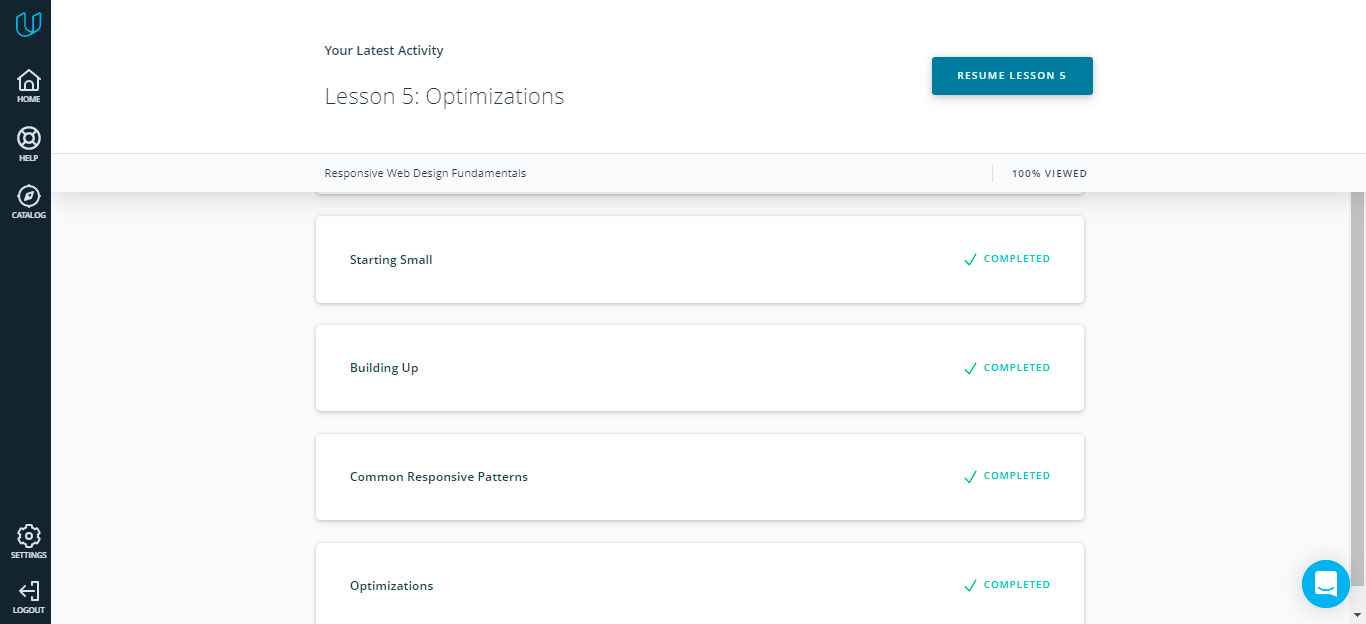 HOME
HELP
CATALOG
SETTINGS
LOGOUT
Your Latest Activity
Lesson 5: Optimizations
RESUME LESSON 5
Responsive Web Design Fundamentals
100% VIEWED
Starting Small
COMPLETED
Building Up
COMPLETED
Common Responsive Patterns
COMPLETED
Optimizations
COMPLETED